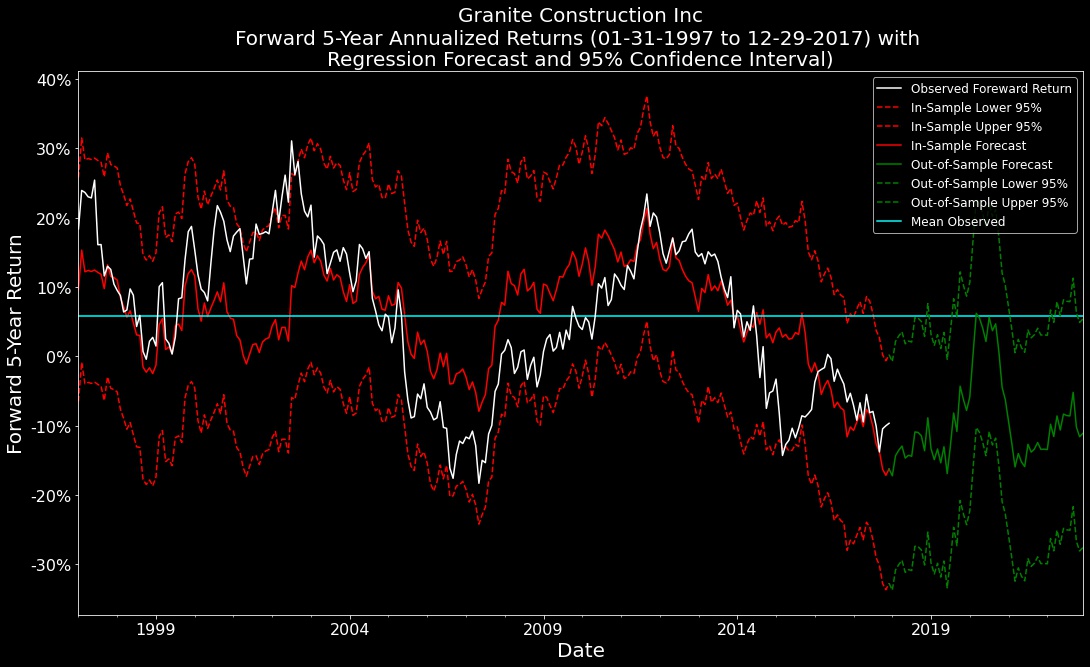 Granite Construction Inc
Forward 5-Year Annualized Returns (01-31-1997 to 12-29-2017) with
Regression Forecast and 95% Confidence Interval)
Forward 5-Year Return
40%
30%
20%
10%
0%
-10%
-20%
-30%
Observed Foreward Return
In-Sample Lower 95%
In-Sample Upper 95%
In-Sample Forecast
Out-of-Sample Forecast
Out-of-Sample Lower 95%
Out-of-Sample Upper 95%
Mean Observed
1999
2004
2009
2014
2019
Date